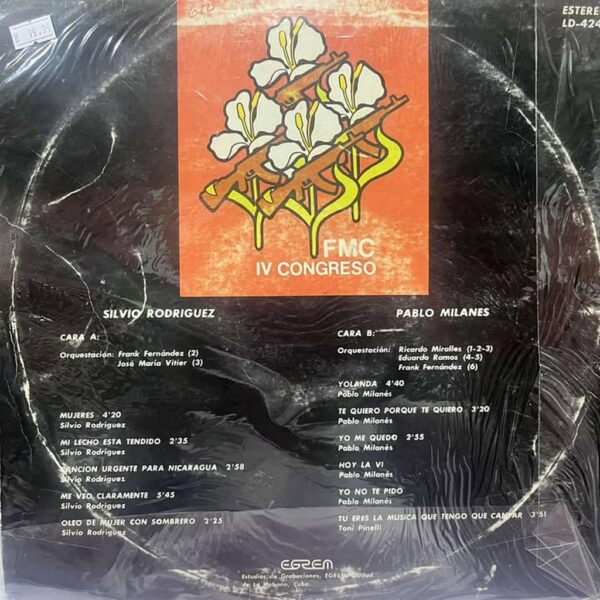 19.99
ESTERE
LD-424
FMC
IV CONGRESO
SILVIO RODRIGUEZ
CARA A:
Orquestación: Frank Fernández (2)
José María Vitier (3)
MUJERES 4'20
Silvio Rodríguez
MI LECHO ESTA TENDIDO 2'35
Silvio Rodríguez
CANCION URGENTE PARA NICARAGUA 2'58
Silvio Rodríguez
ME VEO CLARAMENTE 5'45
Silvio Rodríguez
OLEO DE MUJER CON SOMBRERO 2'25
Silvio Rodríguez
PABLO MILANES
CARA B:
Orquestación: Ricardo Miralles (1-2-3)
Eduardo Ramos (4-5)
Frank Fernández (6)
YOLANDA 4'40
Pablo Milanés
TE QUIERO PORQUE TE QUIERO 3'20
Pablo Milanés
YO ME QUEDO 2'55
Pablo Milanés
HOY LA VI
Pablo Milanés
YO NO TE PIDO
Pablo Milanés
TU ERES LA MUSICA QUE TENGO QUE CANTAR 3'51
Yoni Pinelli
EGREM
Estudios de Grabaciones, EGREM Ciudad
de La Habana, Cuba.